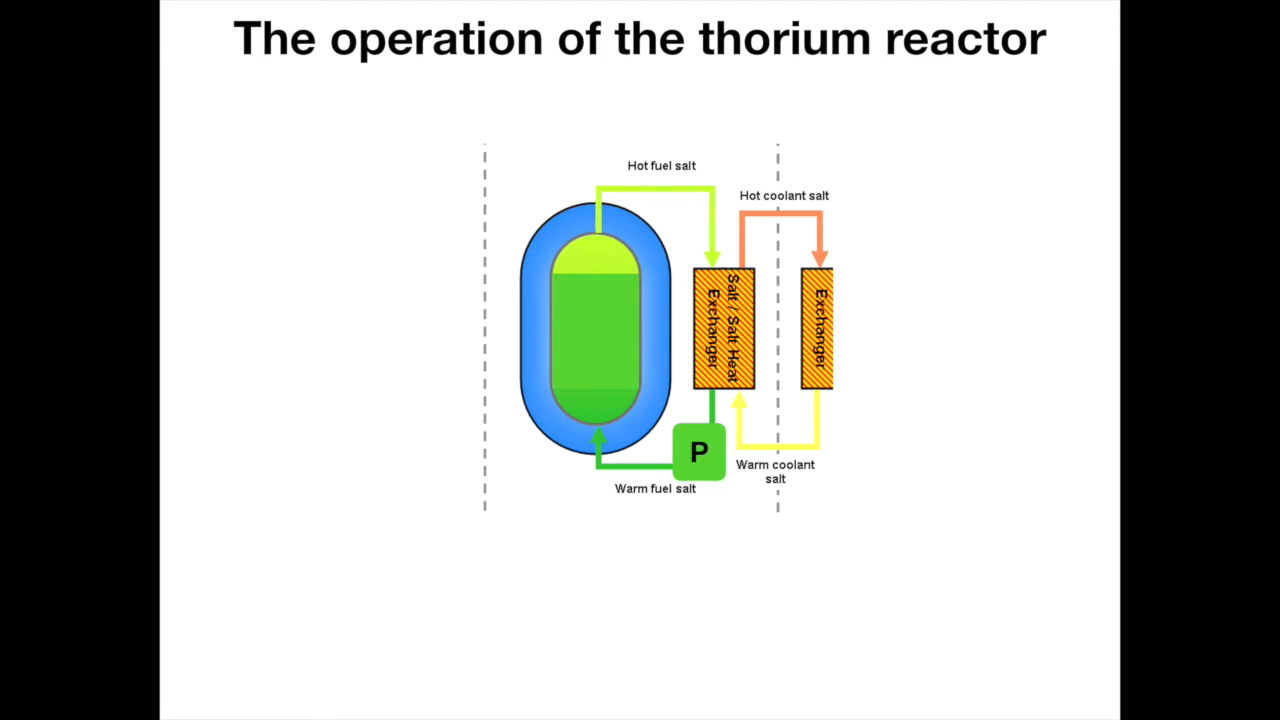 The operation of the thorium reactor
Hot fuel salt
Hot coolant salt
Salt / Salt Heat
Exchanger
Exchanger
P
Warm coolant
salt
Warm fuel salt